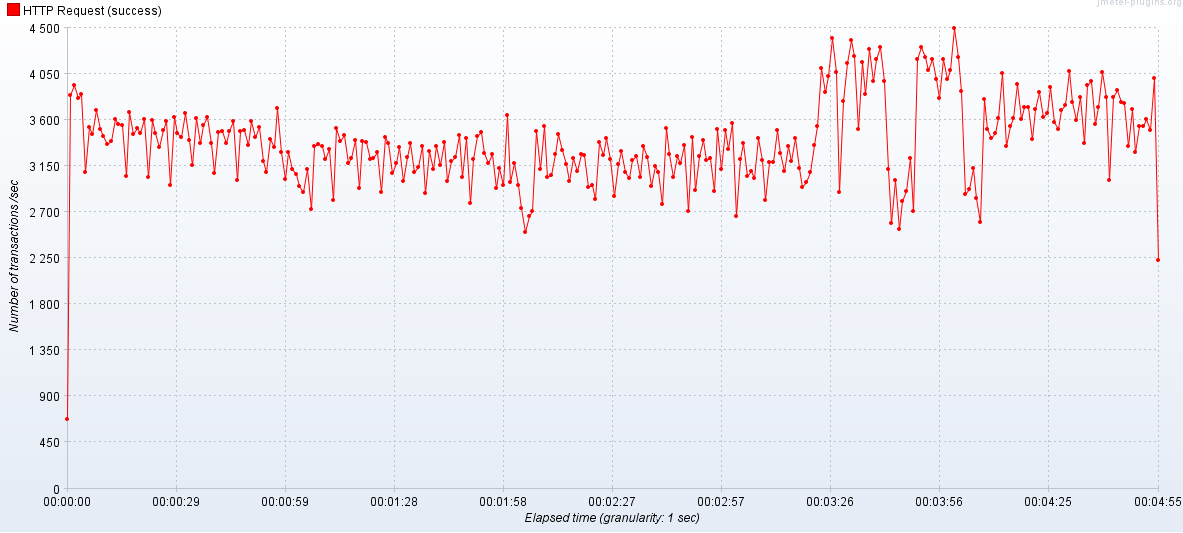 jmeter-plugins.org
HTTP Request (success)
4 500
4 050
3 600
3 150
2 700
2 250
1 800
1 350
900
450
0
Number of transactions /sec
00:00:00 00:00:29 00:00:59 00:01:28 00:01:58 00:02:27 00:02:57 00:03:26 00:03:56 00:04:25 00:04:55
Elapsed time (granularity: 1 sec)